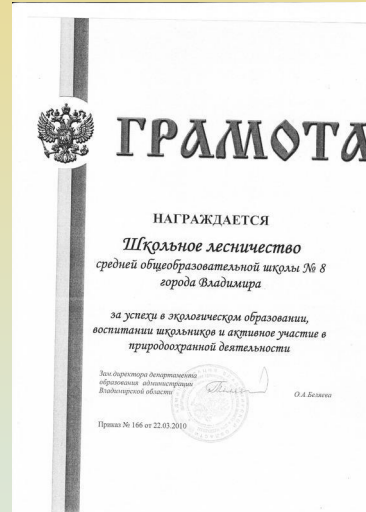 ГРАМОТА
НАГРАЖДАЕТСЯ
Школьное лесничество
средней общеобразовательной школы № 8
города Владимира
за успехи в экологическом образовании,
воспитании школьников и активное участие в
природоохранной деятельности
Зам.директора департамента
образования администрации
Владимирской области
О.А.Беляева
Приказ № 166 от 22.03.2010